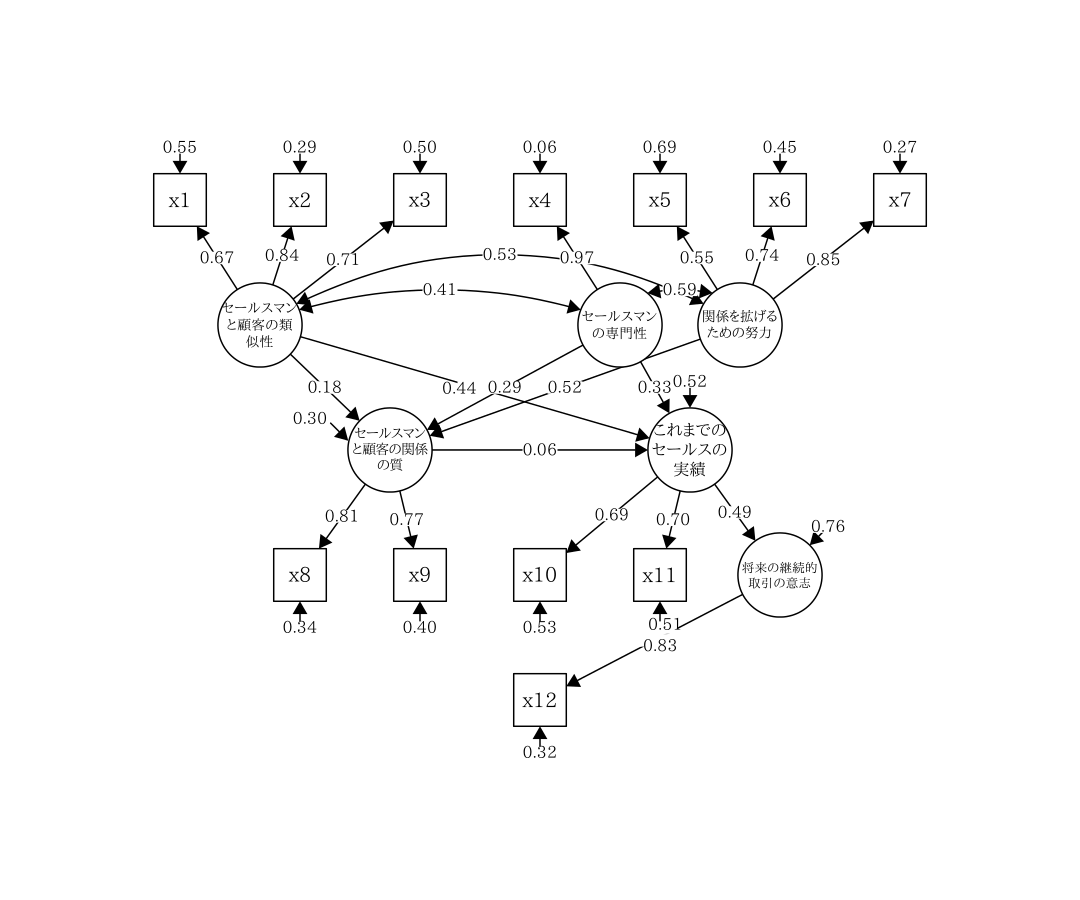 0.55
0.29
0.50
0.06
0.69
0.45
0.27
x1
x2
x3
x4
x5
x6
x7
0.67
0.84
0.71
0.53
0.97
0.55
0.74
0.85
0.41
0.59
セールスマン
と顧客の類
似性
セールスマン
の専門性
関係を拡げる
ための努力
0.18
0.44
0.29
0.52
0.33
0.52
0.30
セールスマン
と顧客の関係
の質
0.06
これまでの
セールスの
実績
0.81
0.77
0.69
0.70
0.49
0.76
x8
x9
x10
x11
将来の継続的
取引の意志
0.34
0.40
0.53
0.51
0.83
x12
0.32